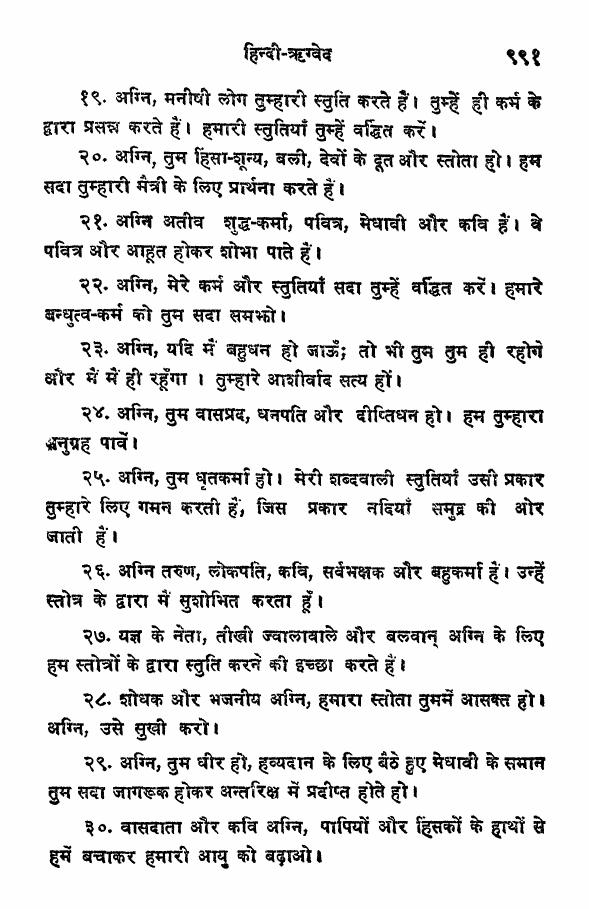 हिन्दी-ऋग्वेद ९९१
१९. अग्नि, मनीषी लोग तुम्हारी स्तुति करते हैं। तुम्हें ही कर्म के
द्वारा प्रसन्न करते हैं। हमारी स्तुतियाँ तुम्हें वर्द्धित करें।
२०. अग्नि, तुम हिंसा-शून्य, बली, देवों के दूत और स्तोता हो। हम
सदा तुम्हारी मैत्री के लिए प्रार्थना करते हैं।
२१. अग्नि अतीव शुद्ध-कर्मा, पवित्र, मेधावी और कवि हैं। वे
पवित्र और आहूत होकर शोभा पाते हैं।
२२. अग्नि, मेरे कर्म और स्तुतियाँ सदा तुम्हें वर्द्धित करें। हमारे
बन्धुत्व-कर्म को तुम सदा समझो।
२३. अग्नि, यदि मैं बहुधन हो जाऊँ; तो भी तुम तुम ही रहोगे
और मैं मैं ही रहूँगा । तुम्हारे आशीर्वाद सत्य हों।
२४. अग्नि, तुम वासप्रद, धनपति और दीप्तिधन हो। हम तुम्हारा
अनुग्रह पावें।
२५. अग्नि, तुम धृतकर्मा हो। मेरी शब्दवाली स्तुतियाँ उसी प्रकार
तुम्हारे लिए गमन करती हैं, जिस प्रकार नदियाँ समुद्र की ओर
जाती हैं।
२६. अग्नि तरुण, लोकपति, कवि, सर्वभक्षक और बहुकर्मा हैं। उन्हें
स्तोत्र के द्वारा मैं सुशोभित करता हूँ।
२७. यज्ञ के नेता, तीखी ज्वालावाले और बलवान् अग्नि के लिए
हम स्तोत्रों के द्वारा स्तुति करने की इच्छा करते हैं।
२८. शोधक और भजनीय अग्नि, हमारा स्तोता तुममें आसक्त हो।
अग्नि, उसे सुखी करो।
२९. अग्नि, तुम धीर हो, हव्यदान के लिए बैठे हुए मेधावी के समान
तुम सदा जागरूक होकर अन्तरिक्ष में प्रदीप्त होते हो।
३०. वासदाता और कवि अग्नि, पापियों और हिंसकों के हाथों से
हमें बचाकर हमारी आयु को बढ़ाओ।